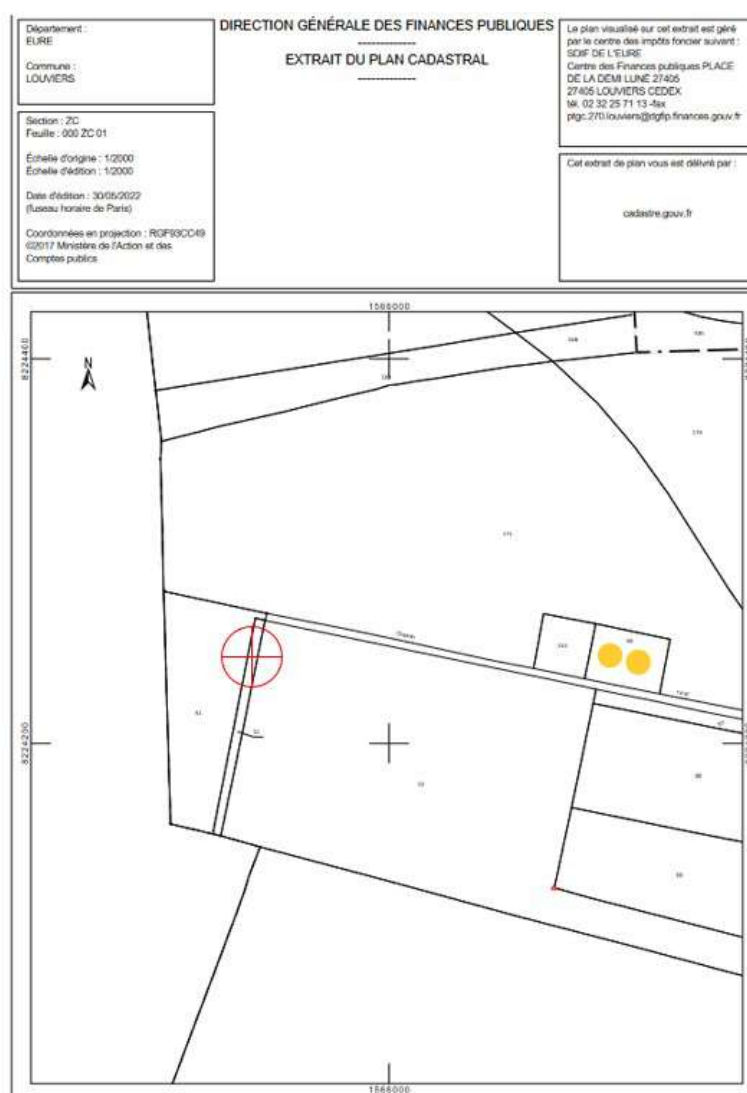 Département :
EURE
Commune :
LOUVIERS
Section : ZC
Feuille : 000 ZC 01
Échelle d'origine : 1/2000
Échelle d'édition : 1/2000
Date d'édition : 30/05/2022
(fuseau horaire de Paris)
Coordonnées en projection : RGF93CC49
©2017 Ministère de l'Action et des
Comptes publics
DIRECTION GÉNÉRALE DES FINANCES PUBLIQUES
-------------
EXTRAIT DU PLAN CADASTRAL
-------------
Le plan visualisé sur cet extrait est géré
par le centre des impôts foncier suivant :
SDIF DE L'EURE
Centre des Finances publiques PLACE
DE LA DEMI LUNE 27405
27405 LOUVIERS CEDEX
tél. 02 32 25 71 13 -fax
ptgc.270.louviers@dgfip.finances.gouv.fr
Cet extrait de plan vous est délivré par :
cadastre.gouv.fr
1566000
8224400
N
Chemin
8224200
1566000